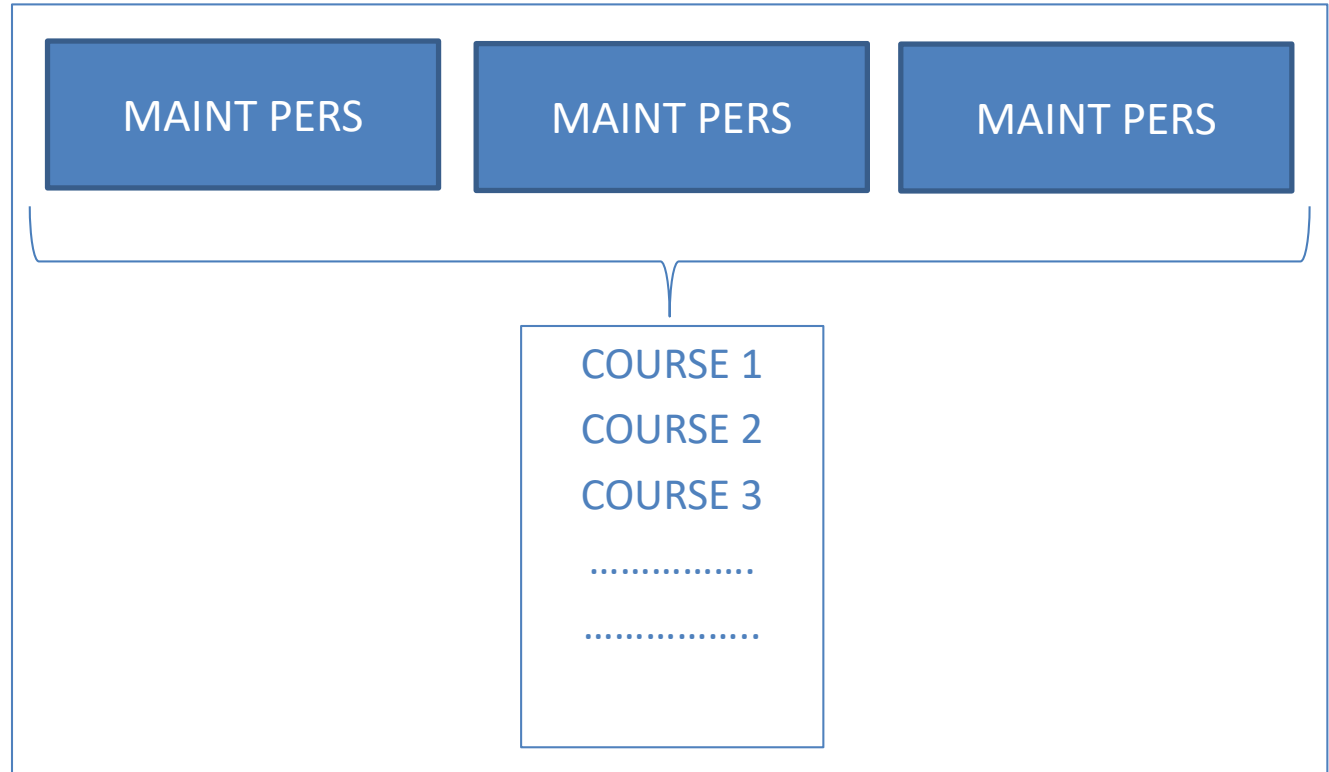 MAINT PERS
MAINT PERS
MAINT PERS
COURSE 1
COURSE 2
COURSE 3
................
.................